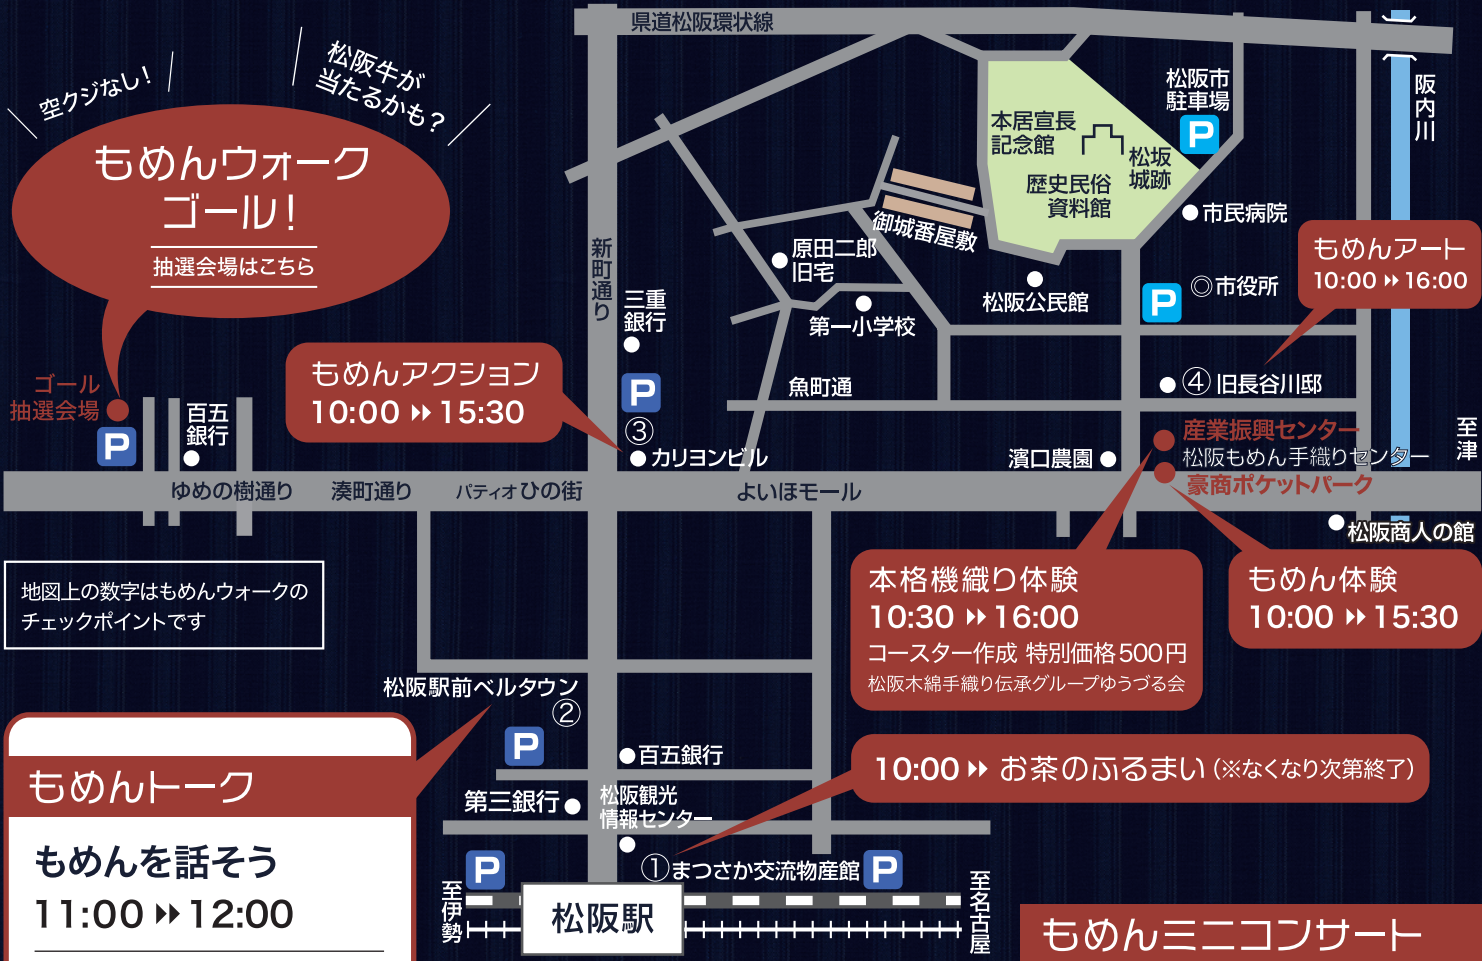 県道松阪環状線
空クジなし!
松阪牛が
当たるかも?
もめんウォーク
ゴール!
抽選会場はこちら
ゴール
抽選会場
P
百五
銀行
新町通り
三重
銀行
P
③
カリヨンビル
もめんアクション
10:00 ▸▸ 15:30
原田二郎
旧宅
第一小学校
魚町通
御城番屋敷
本居宣長
記念館
歴史民俗
資料館
松坂
城跡
松阪市
駐車場
P
市民病院
松阪公民館
P
◎市役所
阪内川
もめんアート
10:00 ▸▸ 16:00
④旧長谷川邸
産業振興センター
松阪もめん手織りセンター
豪商ポケットパーク
濱口農園
至津
ゆめの樹通り
湊町通り
パティオひの街
よいほモール
松阪商人の館
地図上の数字はもめんウォークの
チェックポイントです
本格機織り体験
10:30 ▸▸ 16:00
コースター作成 特別価格500円
松阪木綿手織り伝承グループゆうづる会
もめん体験
10:00 ▸▸ 15:30
松阪駅前ベルタウン
②
P
百五銀行
第三銀行
松阪観光
情報センター
10:00 ▸▸ お茶のふるまい(※なくなり次第終了)
①まつさか交流物産館
P
P
至伊勢
松阪駅
至名古屋
もめんトーク
もめんを話そう
11:00 ▸▸ 12:00
もめんミニコンサート